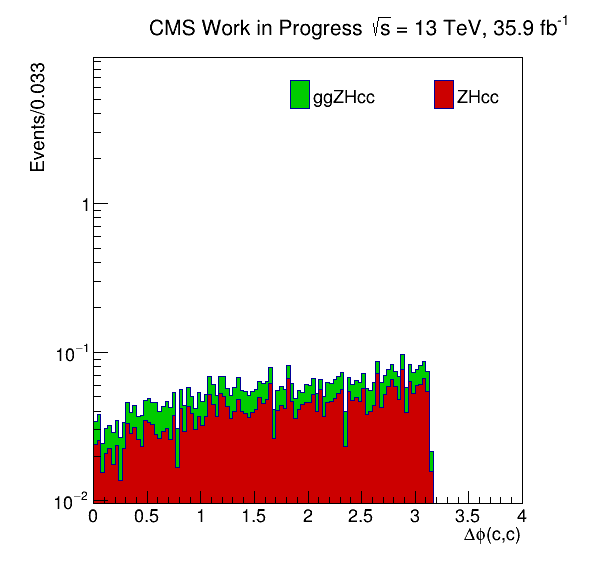 CMS Work in Progress √s = 13 TeV, 35.9 fb⁻¹
Events/0.033
ggZHcc ZHcc
1
10⁻¹
10⁻²
0 0.5 1 1.5 2 2.5 3 3.5 4
Δϕ(c,c)